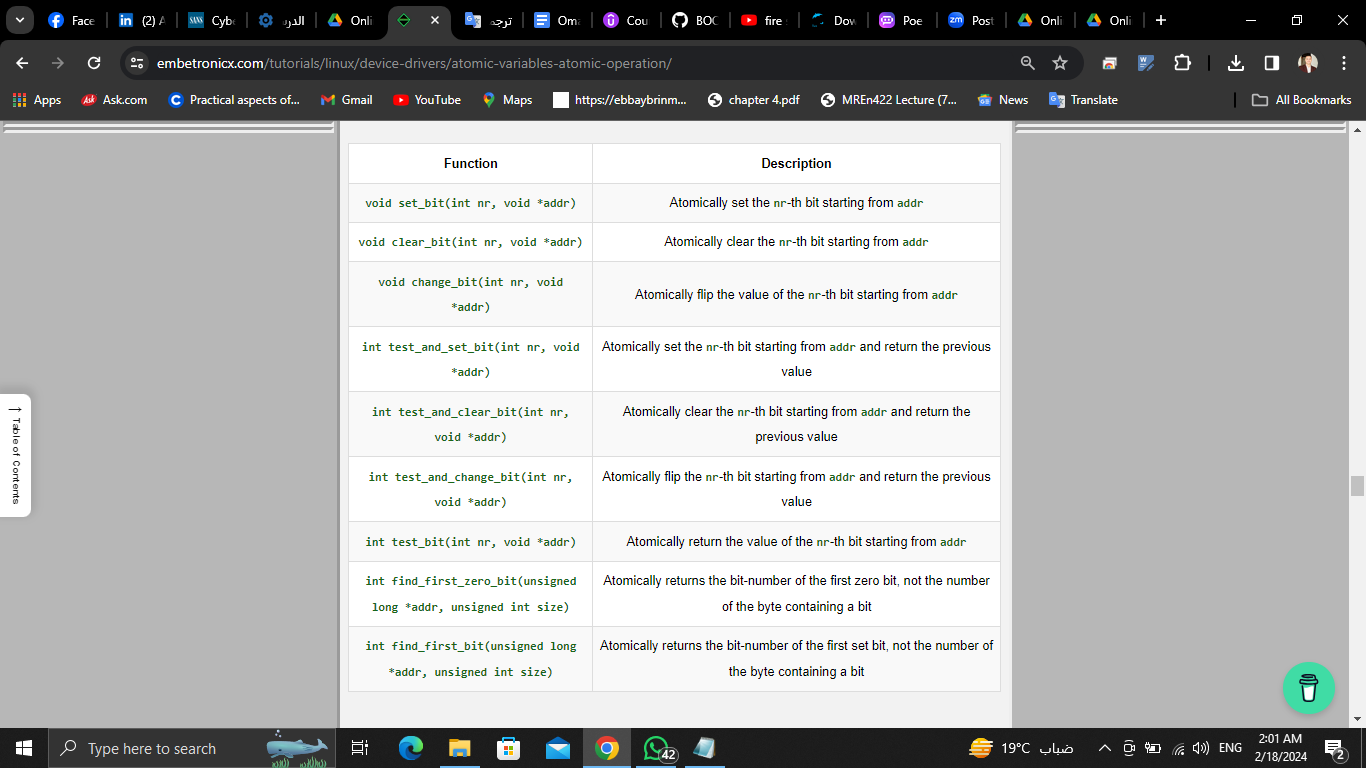 Face
(2) A
Cybe
الدرس
Onli
ترجم
Oma
Cou
BOC
fire
Dow
Poe
Post
Onli
Onli
embetronicx.com/tutorials/linux/device-drivers/atomic-variables-atomic-operation/
Apps
Ask.com
Practical aspects of...
Gmail
YouTube
Maps
https://ebbaybrinm...
chapter 4.pdf
MREn422 Lecture (7...
News
Translate
All Bookmarks
Function Description
void set_bit(int nr, void *addr) Atomically set the nr-th bit starting from addr
void clear_bit(int nr, void *addr) Atomically clear the nr-th bit starting from addr
void change_bit(int nr, void
*addr)
Atomically flip the value of the nr-th bit starting from addr
int test_and_set_bit(int nr, void
*addr)
Atomically set the nr-th bit starting from addr and return the previous
value
int test_and_clear_bit(int nr,
void *addr)
Atomically clear the nr-th bit starting from addr and return the
previous value
int test_and_change_bit(int nr,
void *addr)
Atomically flip the nr-th bit starting from addr and return the previous
value
int test_bit(int nr, void *addr) Atomically return the value of the nr-th bit starting from addr
int find_first_zero_bit(unsigned
long *addr, unsigned int size)
Atomically returns the bit-number of the first zero bit, not the number
of the byte containing a bit
int find_first_bit(unsigned long
*addr, unsigned int size)
Atomically returns the bit-number of the first set bit, not the number of
the byte containing a bit
→ Table of Contents
Type here to search
42
19°C ضباب
ENG
2:01 AM
2/18/2024
2